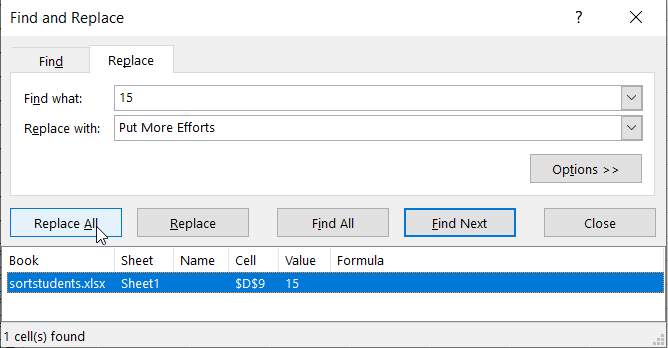 Find and Replace ? ×
Find Replace
Find what: 15
Replace with: Put More Efforts
Options >>
Replace All Replace Find All Find Next Close
Book Sheet Name Cell Value Formula
sortstudents.xlsx Sheet1 $D$9 15
1 cell(s) found